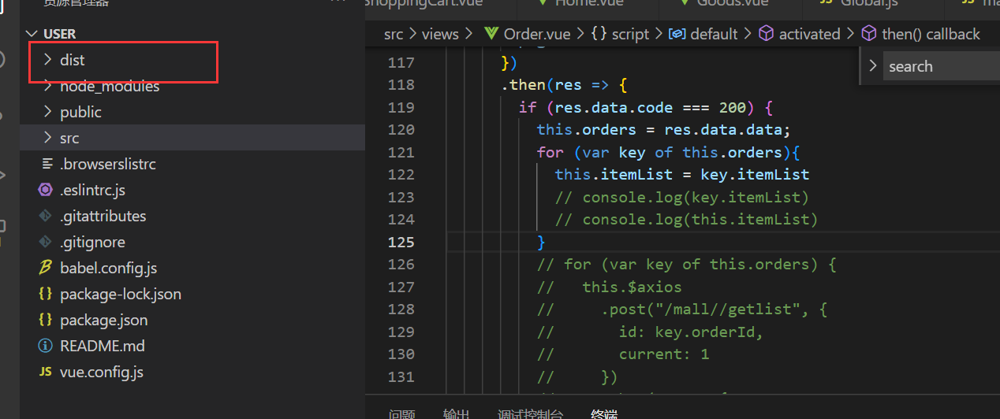 资源管理器
USER
dist
node_modules
public
src
.browserslistrc
.eslintrc.js
.gitattributes
.gitignore
babel.config.js
package-lock.json
package.json
README.md
JS vue.config.js
ShoppingCart.vue Home.vue Goods.vue JS Global.js
src > views > Order.vue > {} script > default > activated > then() callback
search
117 })
118 .then(res => {
119 if (res.data.code === 200) {
120 this.orders = res.data.data;
121 for (var key of this.orders){
122 this.itemList = key.itemList
123 // console.log(key.itemList)
124 // console.log(this.itemList)
125 }
126 // for (var key of this.orders) {
127 // this.$axios
128 // .post("/mall//getlist", {
129 // id: key.orderId,
130 // current: 1
131 // })
问题 输出 调试控制台 终端